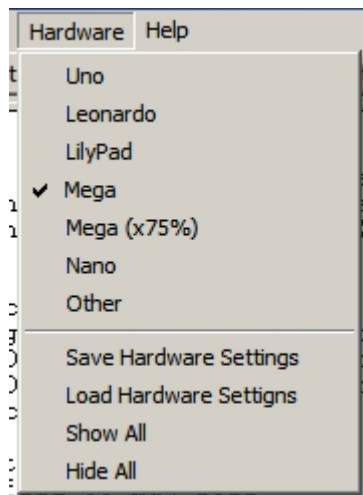 Hardware Help
Uno
Leonardo
LilyPad
Mega
Mega (x75%)
Nano
Other
Save Hardware Settings
Load Hardware Settigns
Show All
Hide All